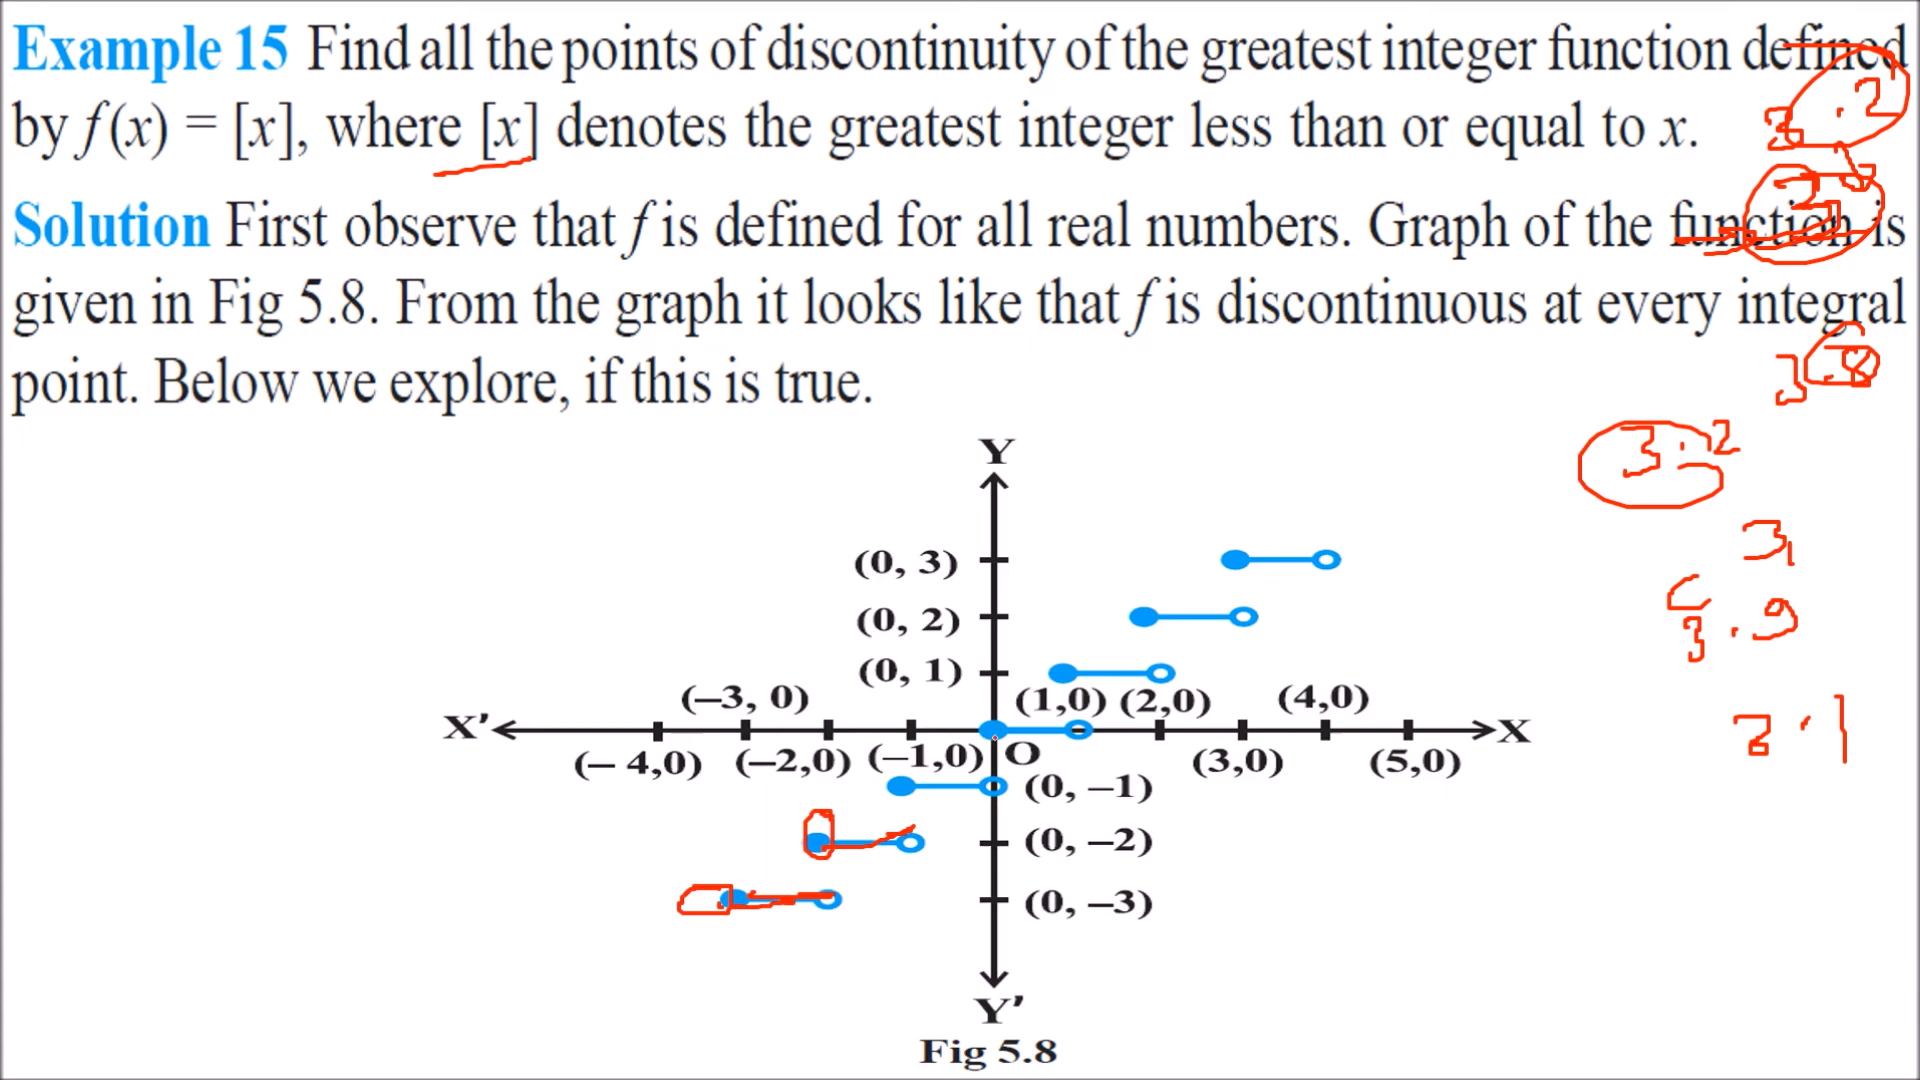 Example 15 Find all the points of discontinuity of the greatest integer function defined
by f(x) = [x], where [x] denotes the greatest integer less than or equal to x.
Solution First observe that f is defined for all real numbers. Graph of the function is
given in Fig 5.8. From the graph it looks like that f is discontinuous at every integral
point. Below we explore, if this is true.
3.2
3
.9
2.1
Y
(0, 3)
(0, 2)
(0, 1)
(–3, 0) (1,0) (2,0) (4,0)
X′ X
(– 4,0) (–2,0) (–1,0) O (3,0) (5,0)
(0, –1)
(0, –2)
(0, –3)
Y′
Fig 5.8